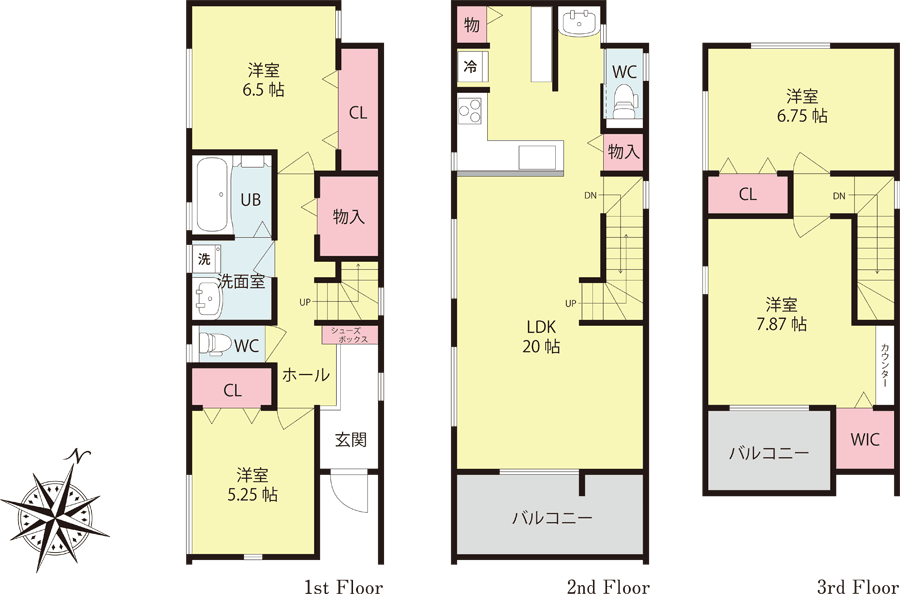 洋室
6.5 帖
CL
UB
物入
洗
洗面室
UP
WC
シューズ
ボックス
CL
ホール
玄関
洋室
5.25 帖
N
1st Floor
物
冷
WC
物入
DN
UP
LDK
20 帖
バルコニー
2nd Floor
洋室
6.75 帖
CL
DN
洋室
7.87 帖
カウンター
WIC
バルコニー
3rd Floor